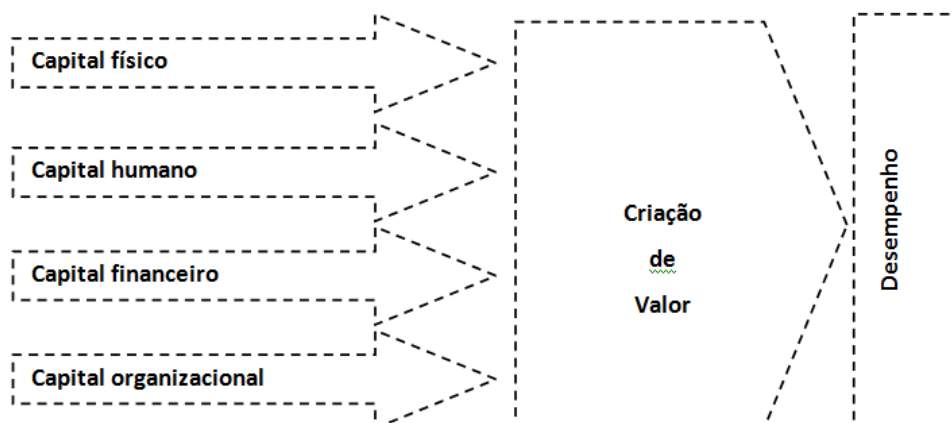 Capital físico
Capital humano
Capital financeiro
Capital organizacional
Criação
de
Valor
Desempenho